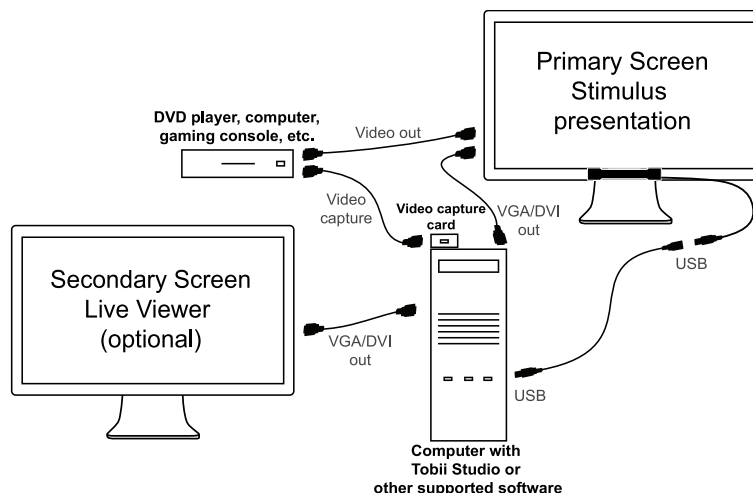 Primary Screen
Stimulus
presentation
DVD player, computer,
gaming console, etc.
Video out
Video
capture
Video capture
card
VGA/DVI
out
USB
Secondary Screen
Live Viewer
(optional)
VGA/DVI
out
USB
Computer with
Tobii Studio or
other supported software